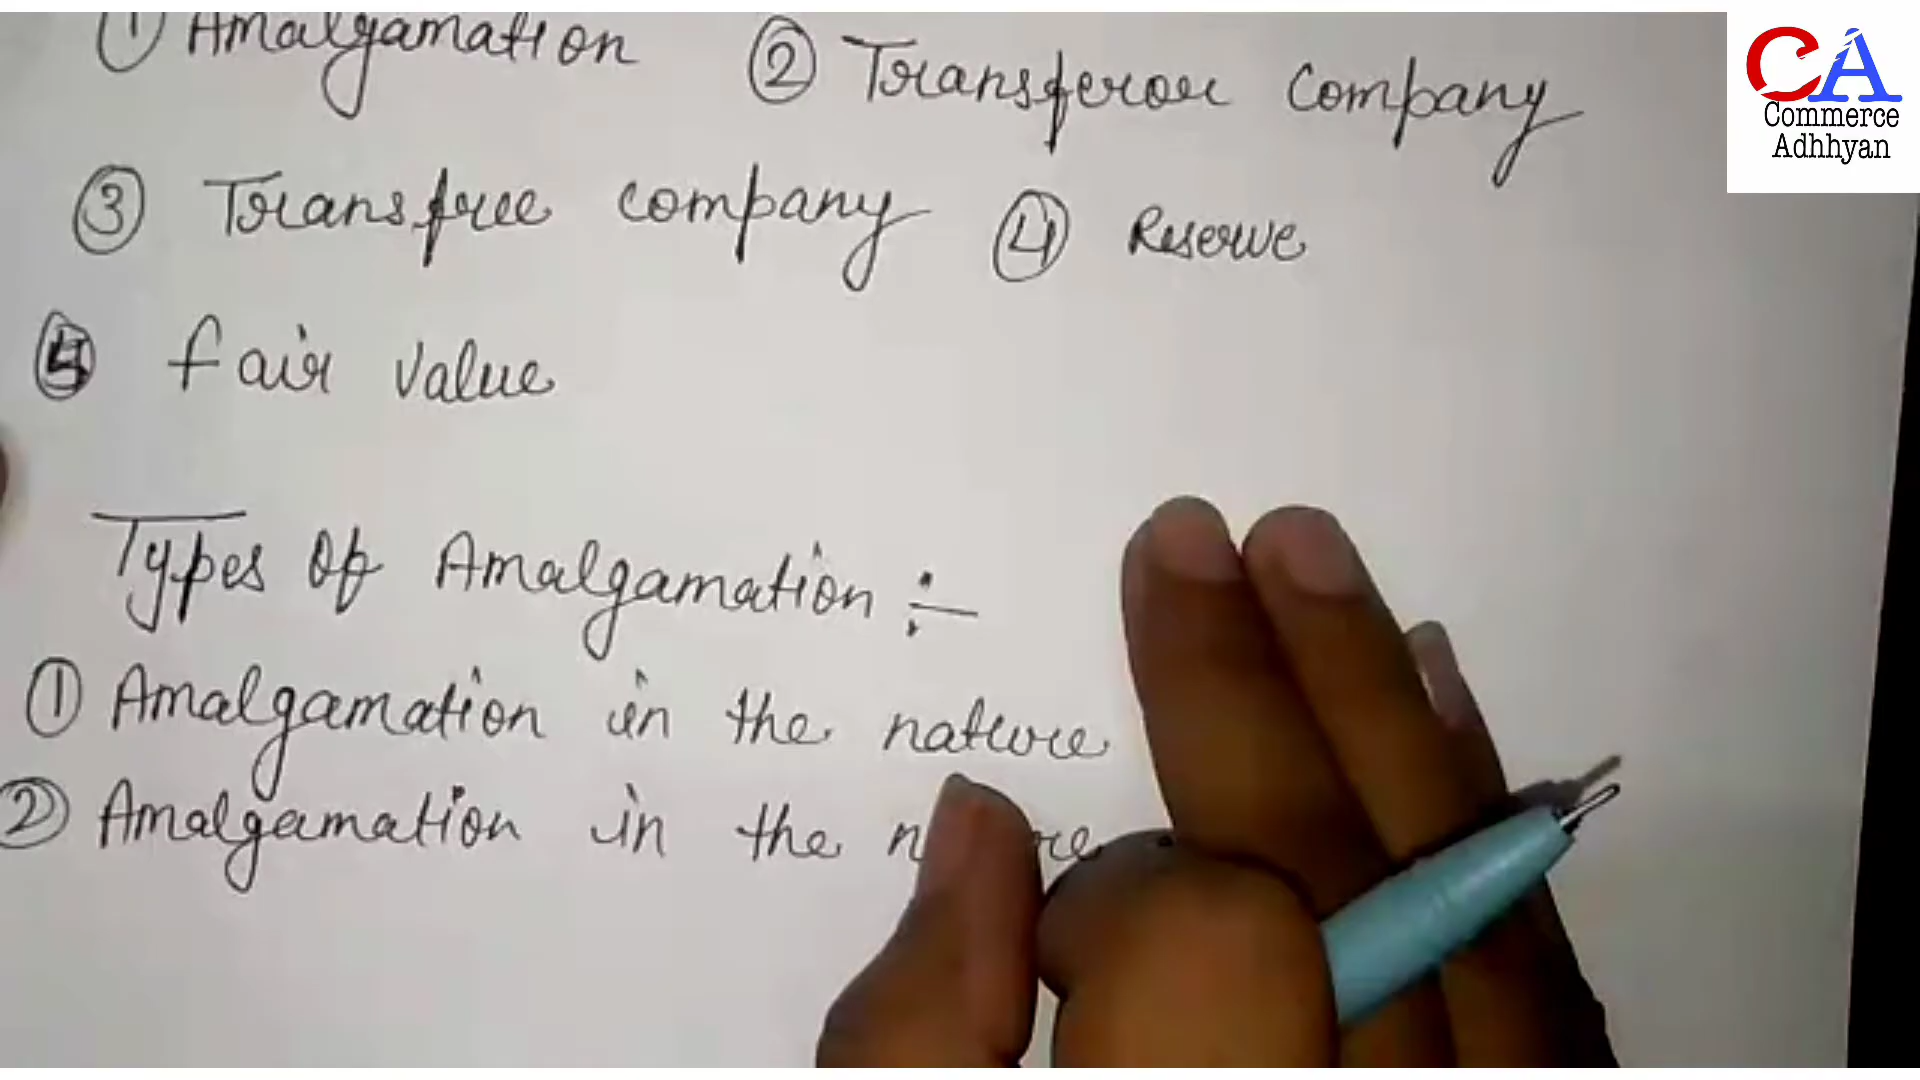 ① Amalgamation ② Transferor Company
③ Transfree company ④ Reserve
⑤ fair value
Types Of Amalgamation :-
① Amalgamation in the nature
② Amalgamation in the
CA
Commerce
Adhhyan